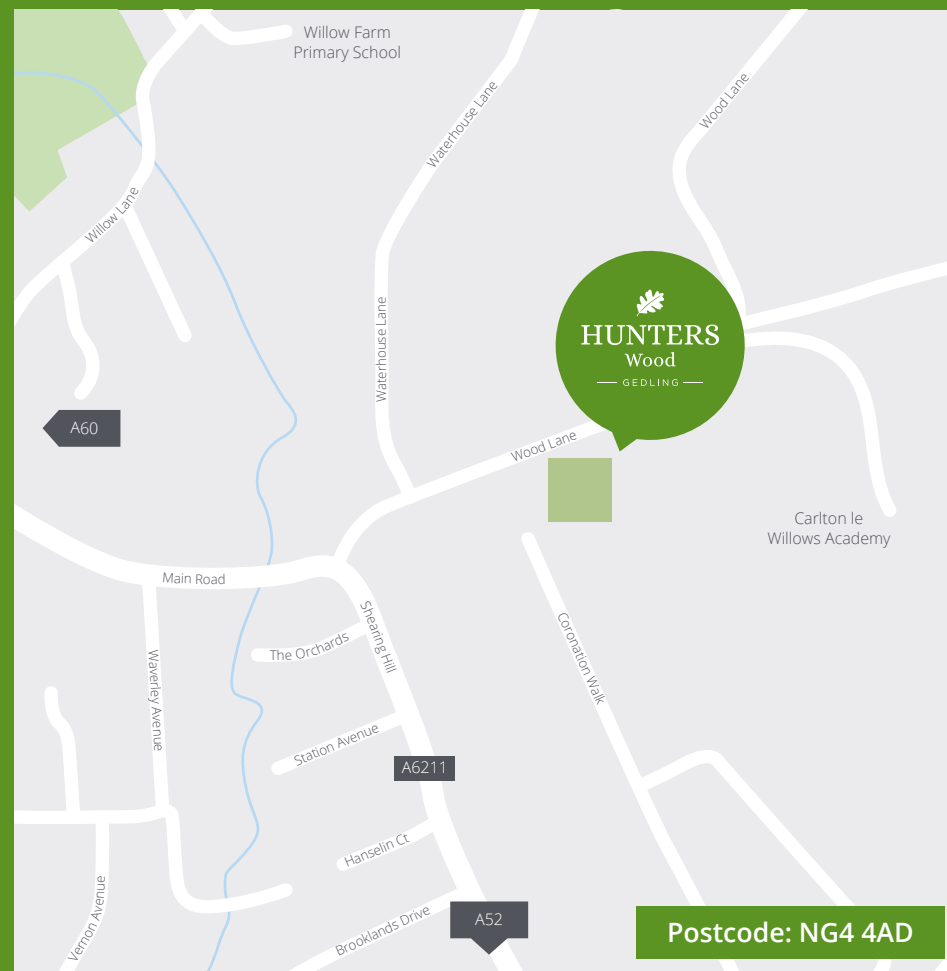 Willow Farm
Primary School
Waterhouse Lane
Wood Lane
Willow Lane
Waterhouse Lane
HUNTERS
Wood
GEDLING
A60
Wood Lane
Carlton le
Willows Academy
Main Road
Shearing Hill
The Orchards
Coronation Walk
Waverley Avenue
Station Avenue
A6211
Hanselin Ct
Vernon Avenue
Brooklands Drive
A52
Postcode: NG4 4AD